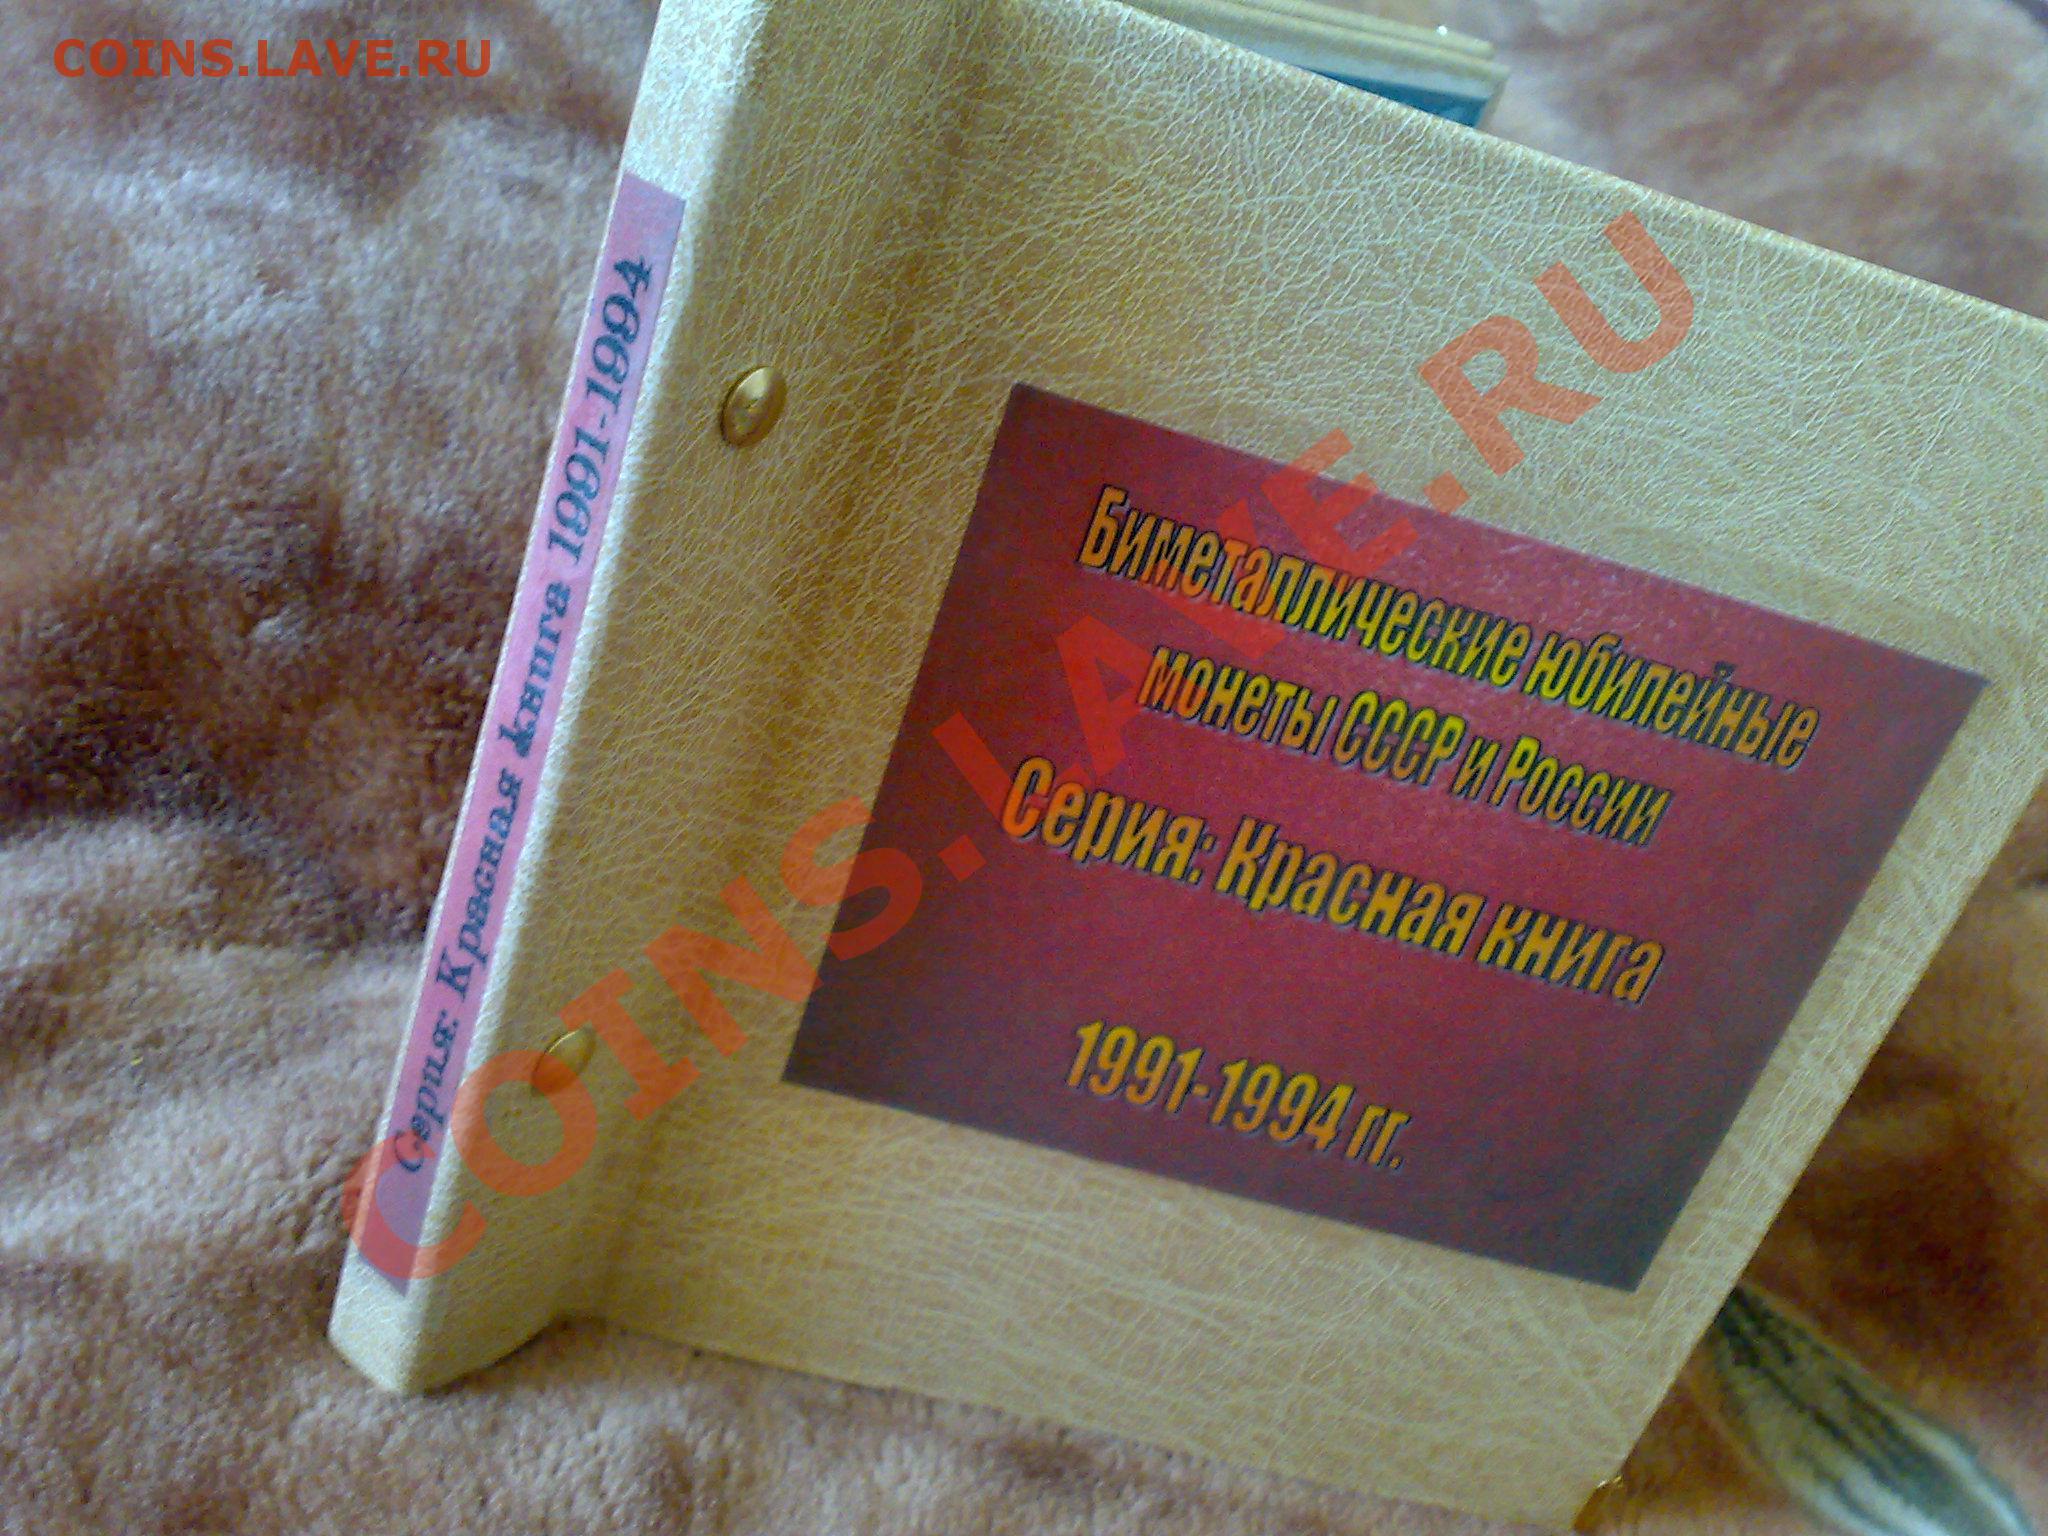 COINS.LAVE.RU
Серия: Красная книга 1991-1994
Биметаллические юбилейные
монеты СССР и России
Серия: Красная книга
1991-1994 гг.
COINS.LAVE.RU